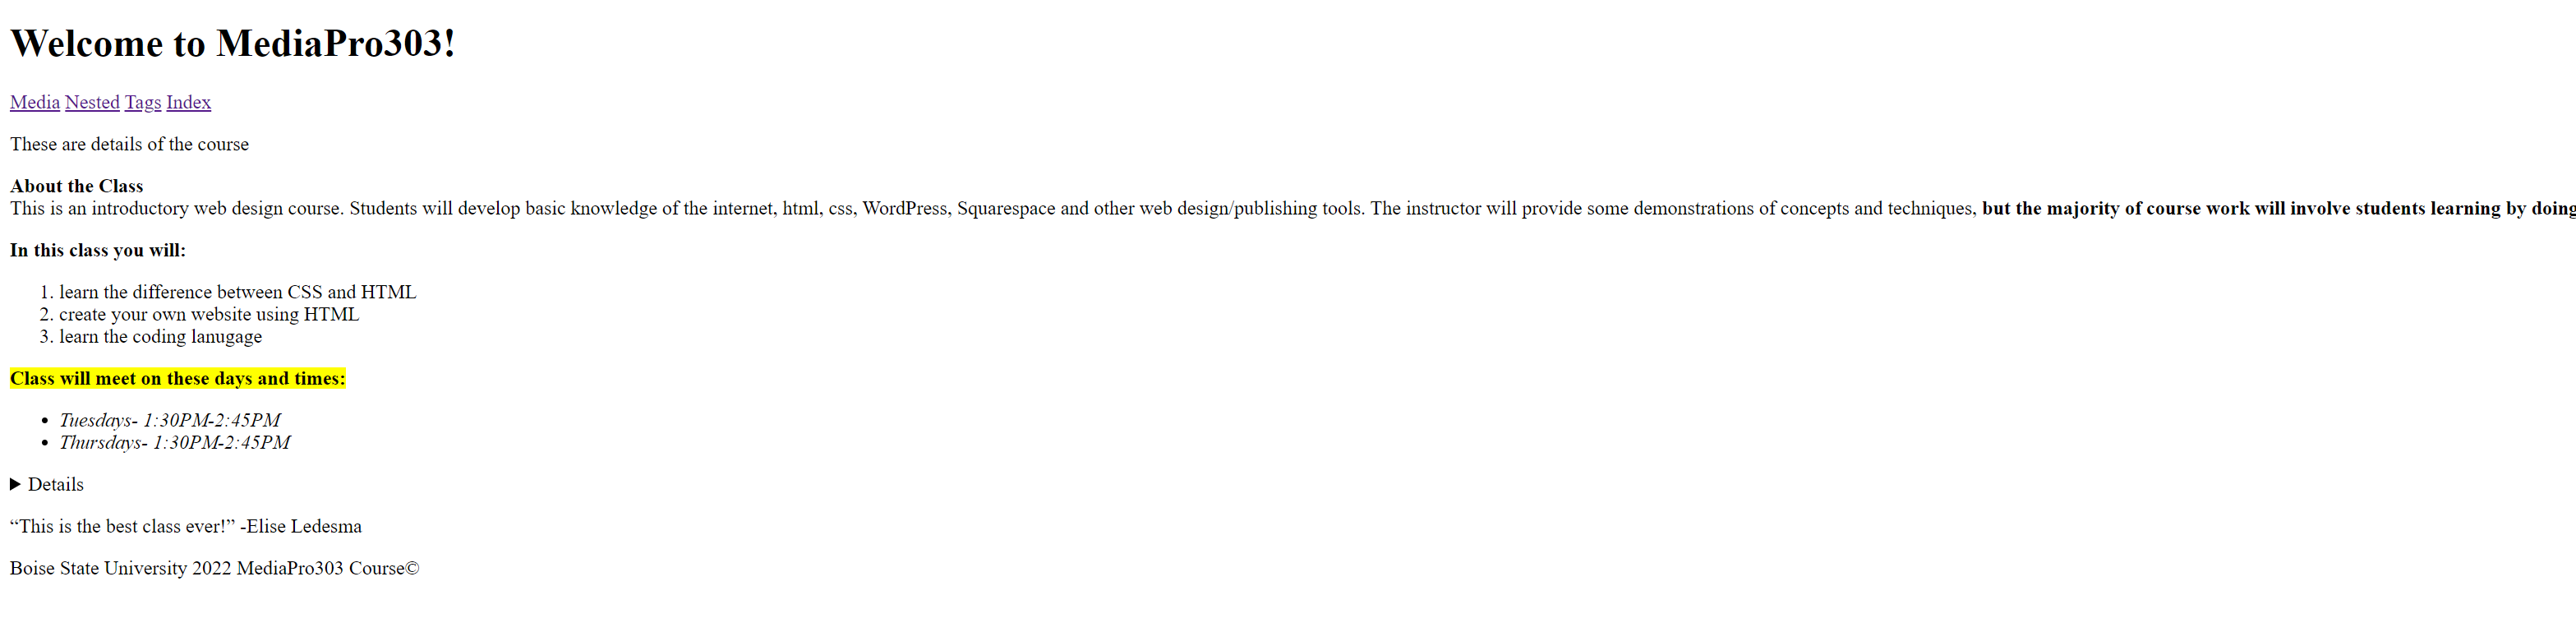 Welcome to MediaPro303!
Media Nested Tags Index
These are details of the course
About the Class
This is an introductory web design course. Students will develop basic knowledge of the internet, html, css, WordPress, Squarespace and other web design/publishing tools. The instructor will provide some demonstrations of concepts and techniques, but the majority of course work will involve students learning by doing
In this class you will:
1. learn the difference between CSS and HTML
2. create your own website using HTML
3. learn the coding lanugage
Class will meet on these days and times:
• Tuesdays- 1:30PM-2:45PM
• Thursdays- 1:30PM-2:45PM
▶ Details
“This is the best class ever!” -Elise Ledesma
Boise State University 2022 MediaPro303 Course©